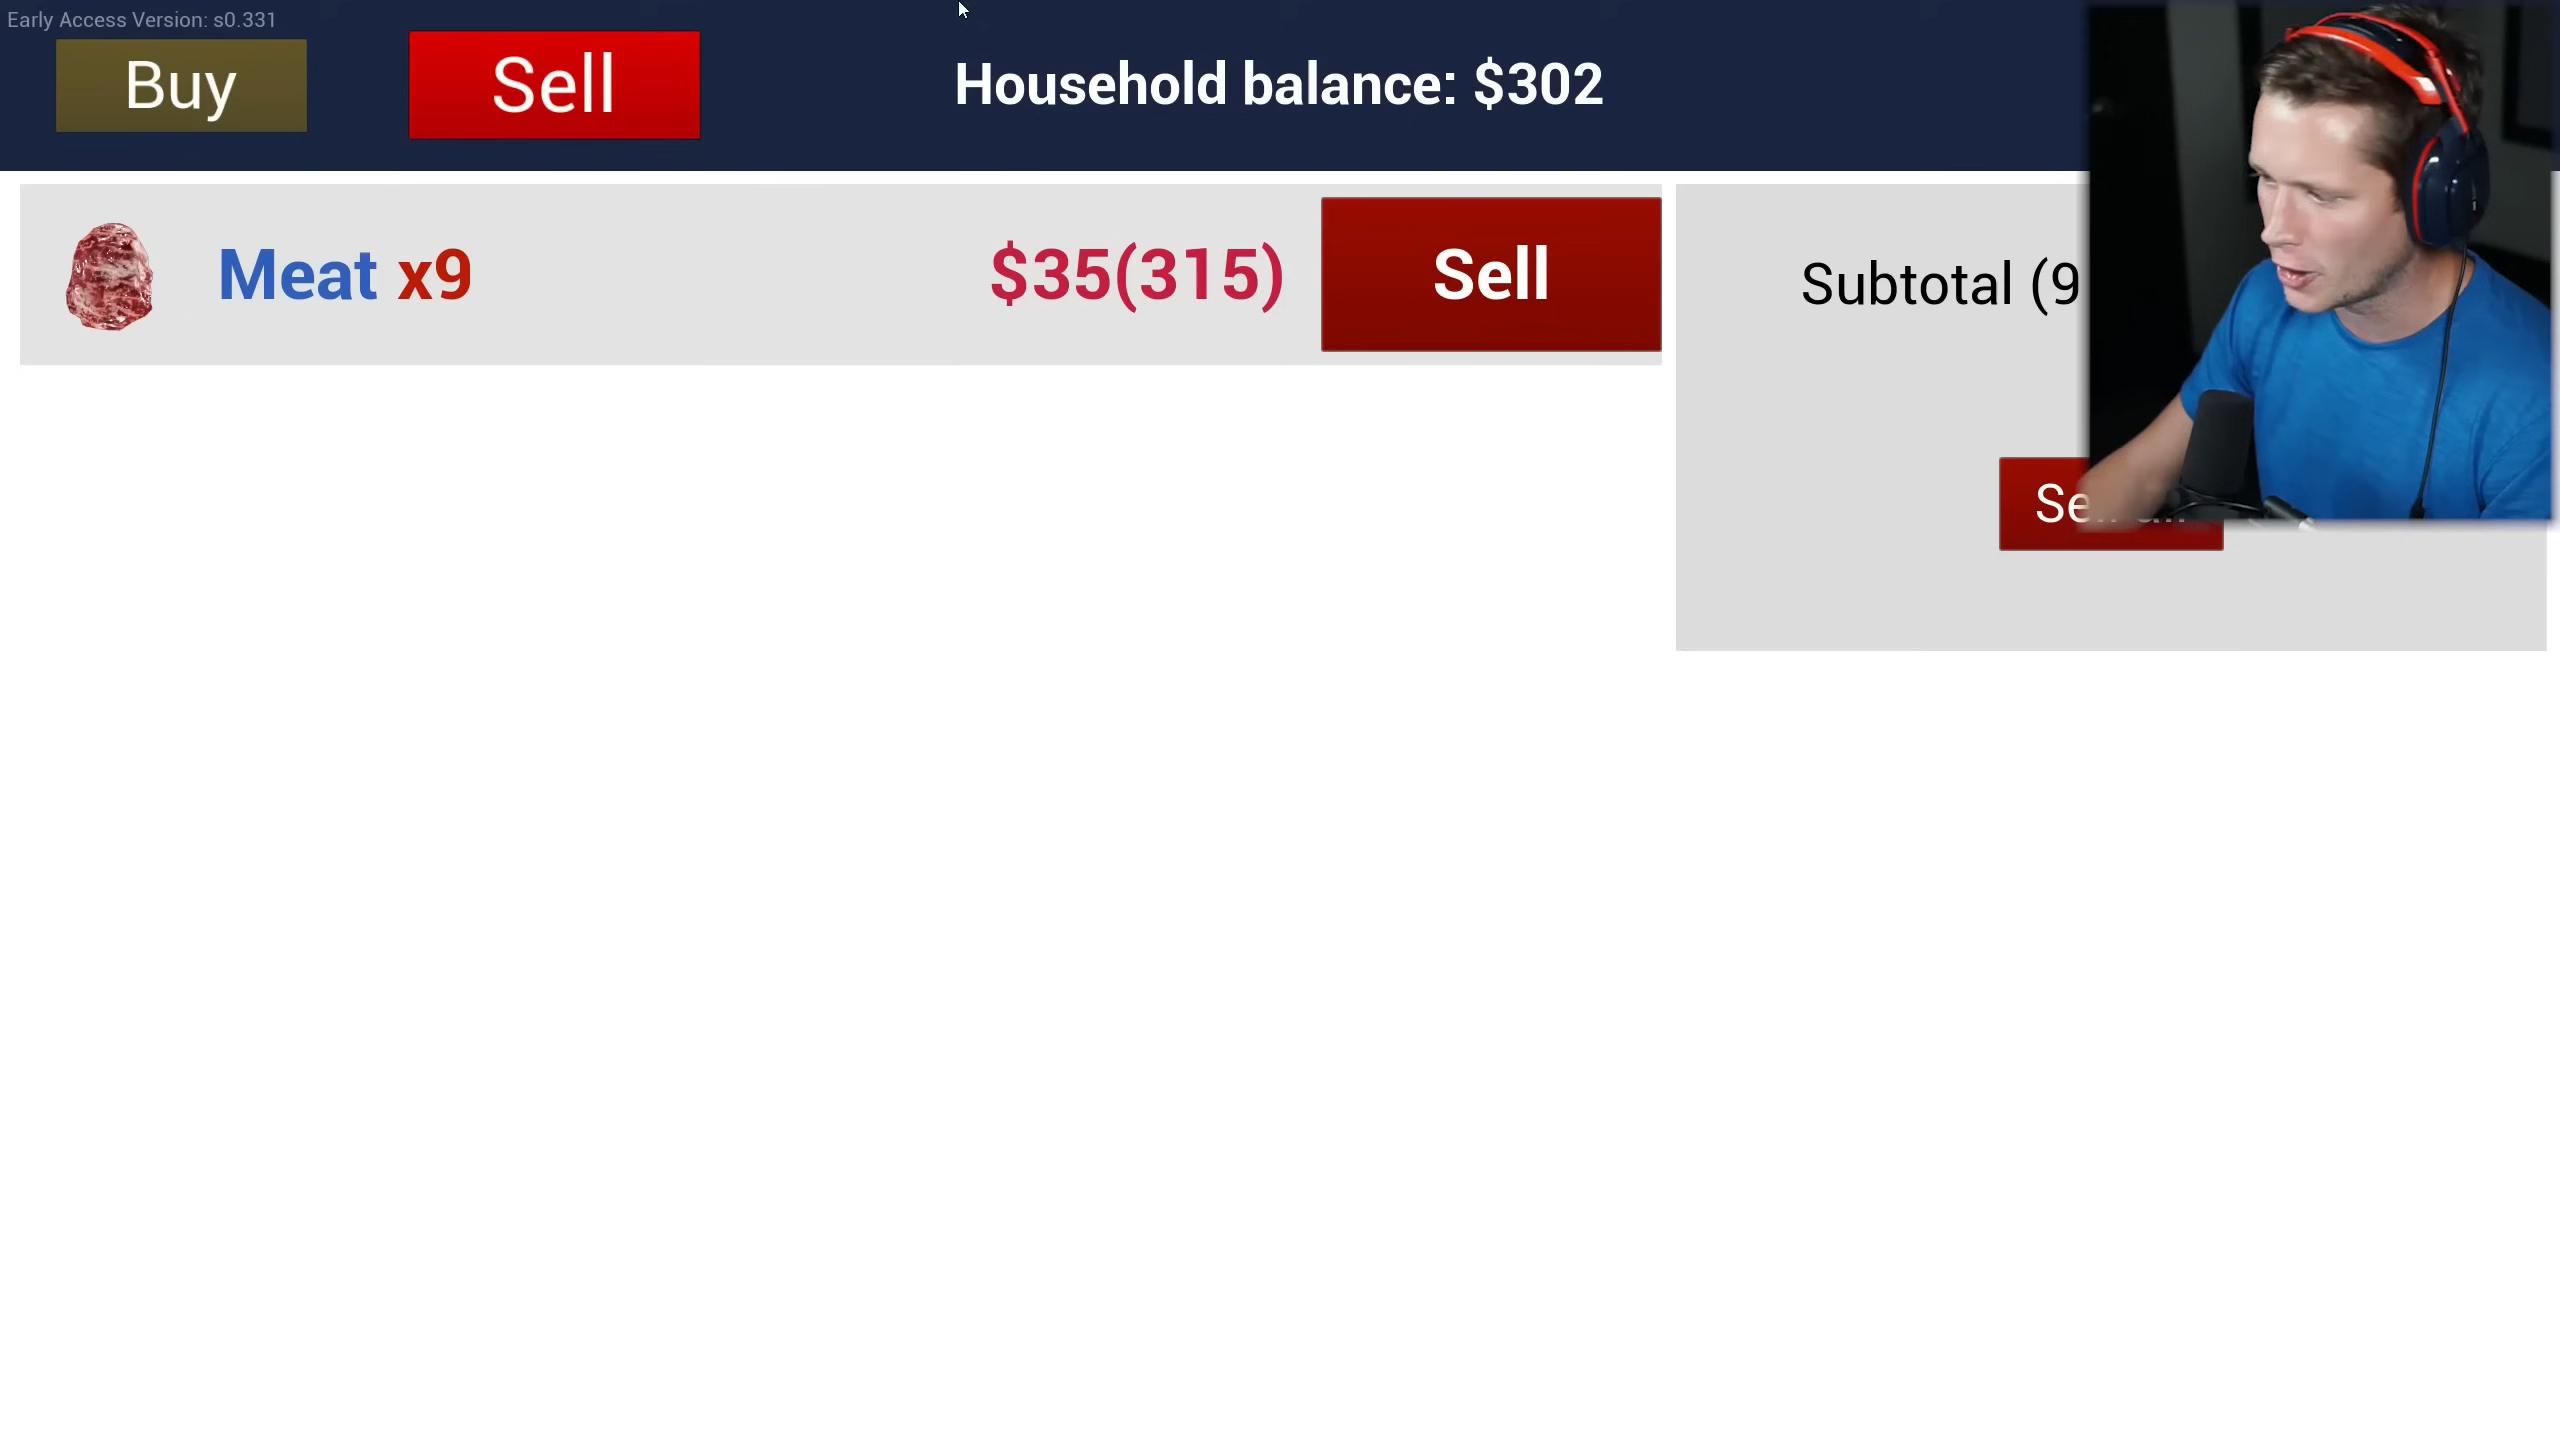 Early Access Version: s0.331
Buy
Sell
Household balance: $302
Meat x9
$35(315)
Sell
Subtotal (9